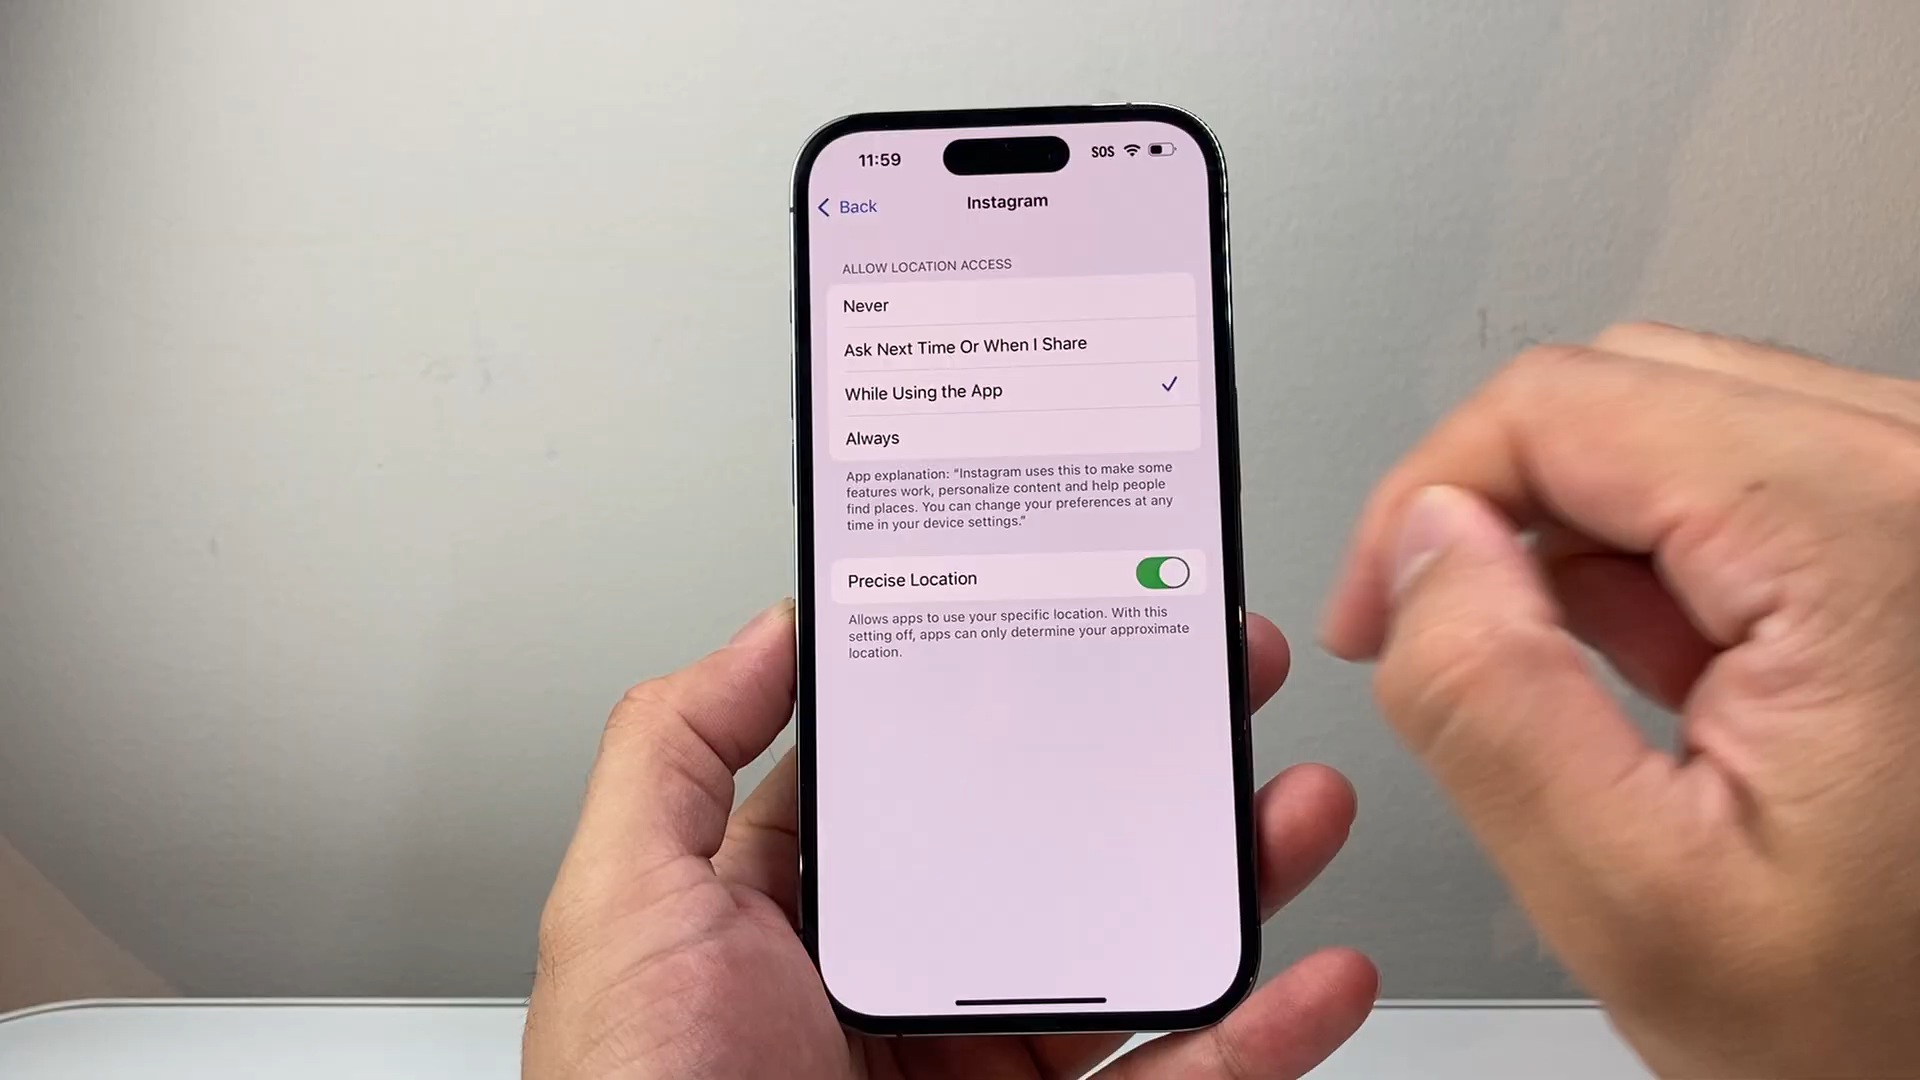 11:59
SOS
Back
Instagram
ALLOW LOCATION ACCESS
Never
Ask Next Time Or When I Share
While Using the App
Always
App explanation: “Instagram uses this to make some
features work, personalize content and help people
find places. You can change your preferences at any
time in your device settings.”
Precise Location
Allows apps to use your specific location. With this
setting off, apps can only determine your approximate
location.